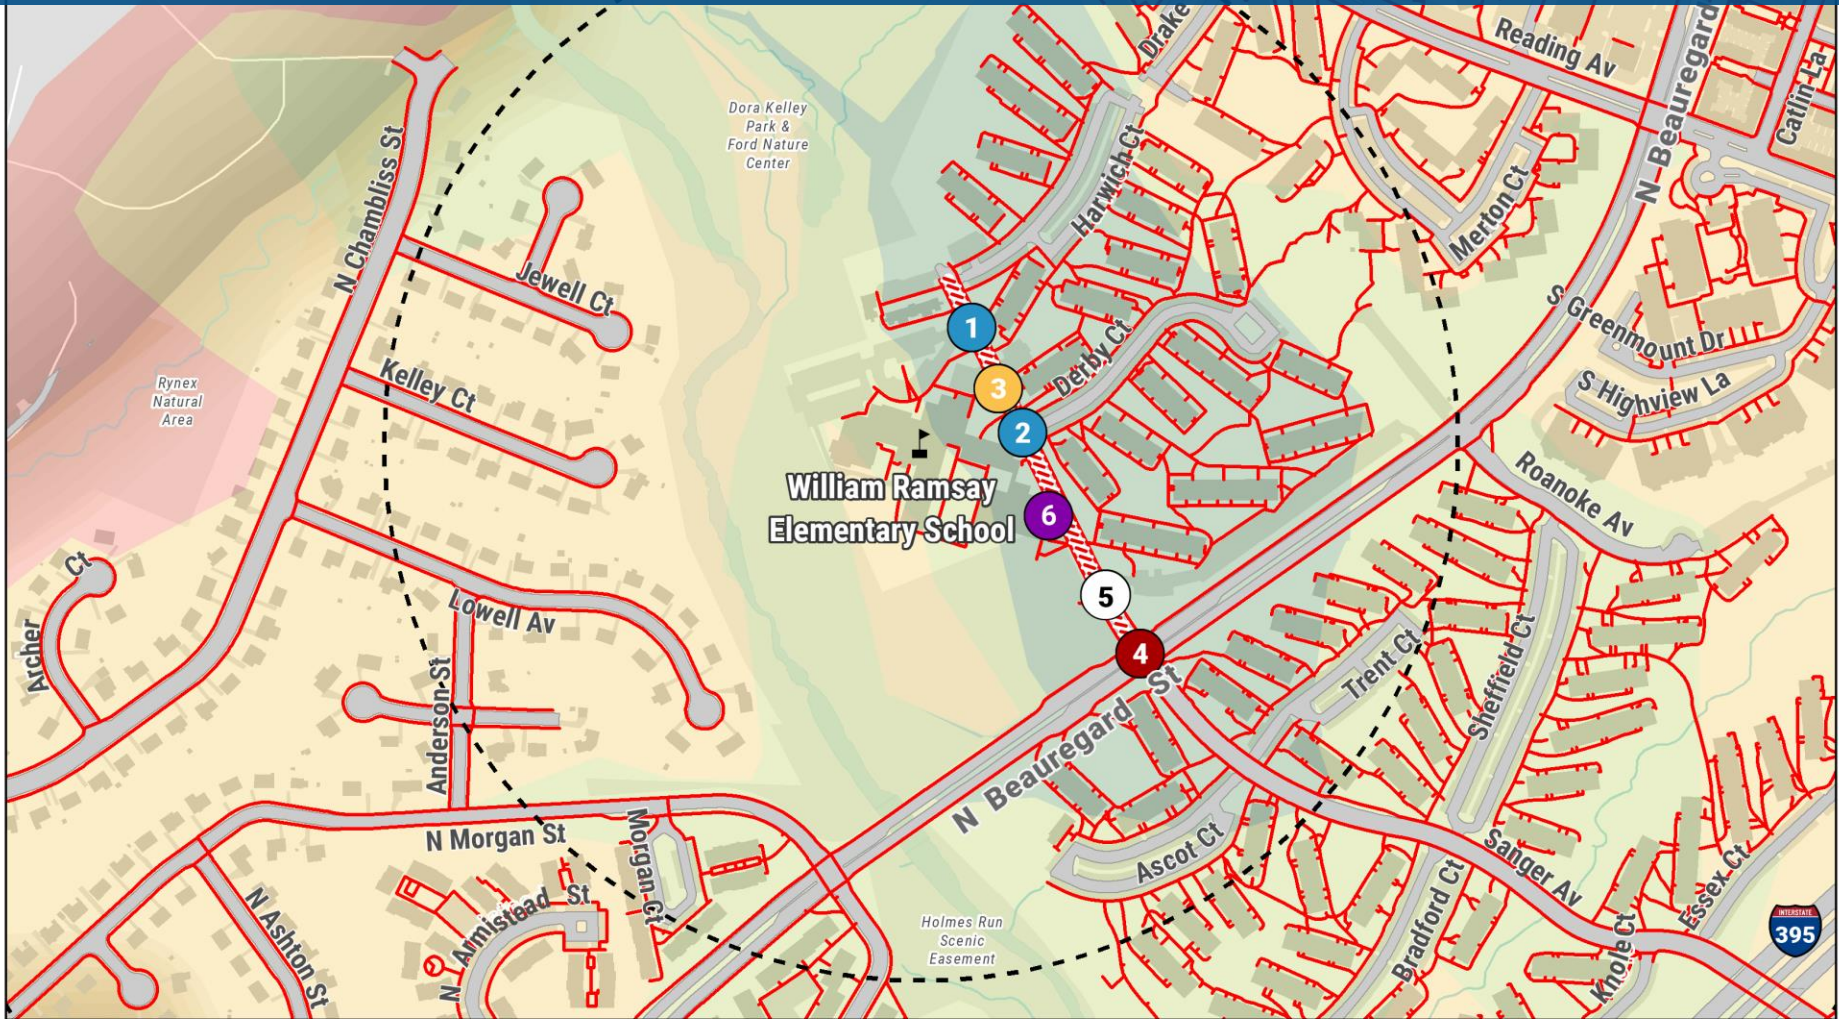 Drake
Reading Av
N Beauregard
Catlin La
Dora Kelley
Park &
Ford Nature
Center
N Chambliss St
Harwich Ct
Merton Ct
Jewell Ct
S Greenmount Dr
1
Derby Ct
Rynex
Natural
Area
Kelley Ct
3
S Highview La
2
William Ramsay
Elementary School
Roanoke Av
6
Archer Ct
Lowell Av
5
4
Anderson St
Trent Ct
Sheffield Ct
N Beauregard St
N Morgan St
Morgan Ct
Ascot Ct
Sanger Av
Essex Ct
N Ashton St
N Armistead St
Holmes Run
Scenic
Easement
Bradford Ct
Knole Ct
INTERSTATE
395